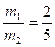 m₁/m₂ = 2/5